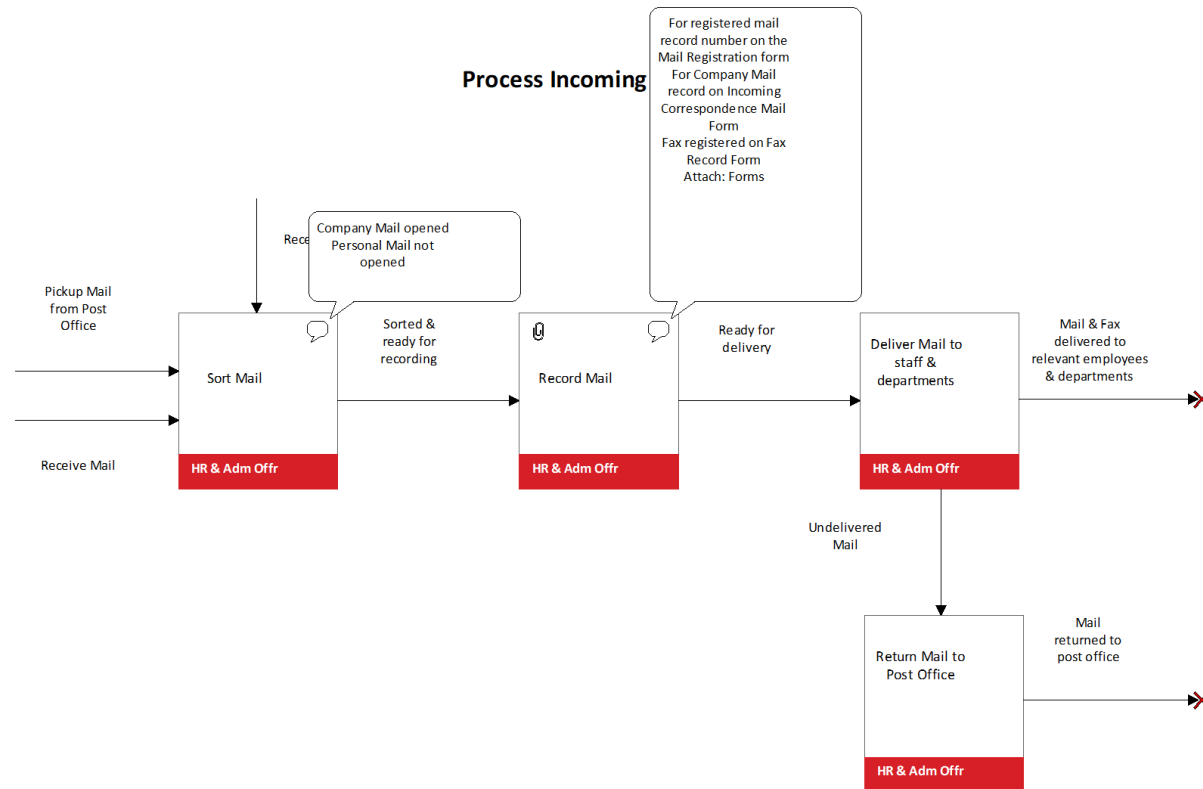 Process Incoming
For registered mail
record number on the
Mail Registration form
For Company Mail
record on Incoming
Correspondence Mail
Form
Fax registered on Fax
Record Form
Attach: Forms
Company Mail opened
Personal Mail not
opened
Pickup Mail
from Post
Office
Receive Mail
Sort Mail
HR & Adm Offr
Sorted &
ready for
recording
Record Mail
HR & Adm Offr
Ready for
delivery
Deliver Mail to
staff &
departments
HR & Adm Offr
Mail & Fax
delivered to
relevant employees
& departments
Undelivered
Mail
Return Mail to
Post Office
HR & Adm Offr
Mail
returned to
post office